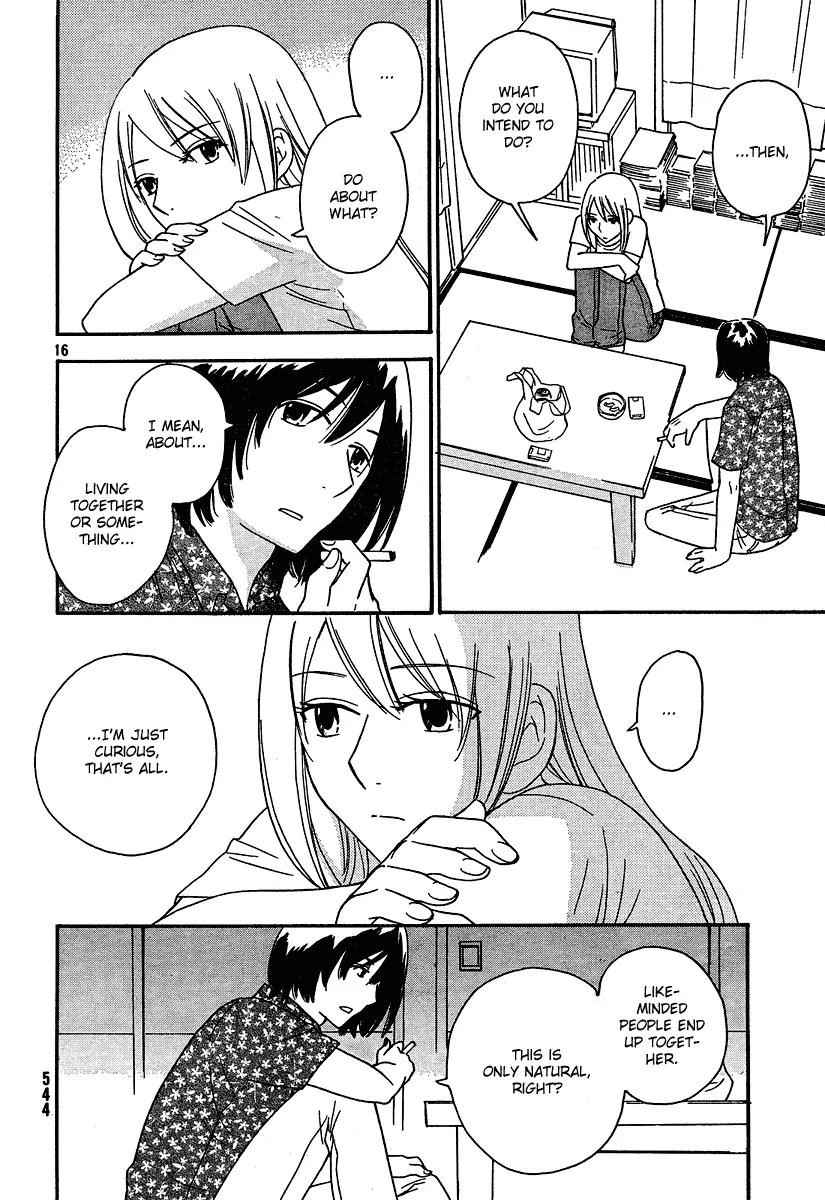 ...THEN,
WHAT
DO YOU
INTEND TO
DO?
...
DO
ABOUT
WHAT?
16
I MEAN,
ABOUT...
LIVING
TOGETHER
OR SOME-
THING...
...
...I'M JUST
CURIOUS,
THAT'S ALL.
LIKE-
MINDED
PEOPLE END
UP TOGET-
HER.
THIS IS
ONLY NATURAL,
RIGHT?
544